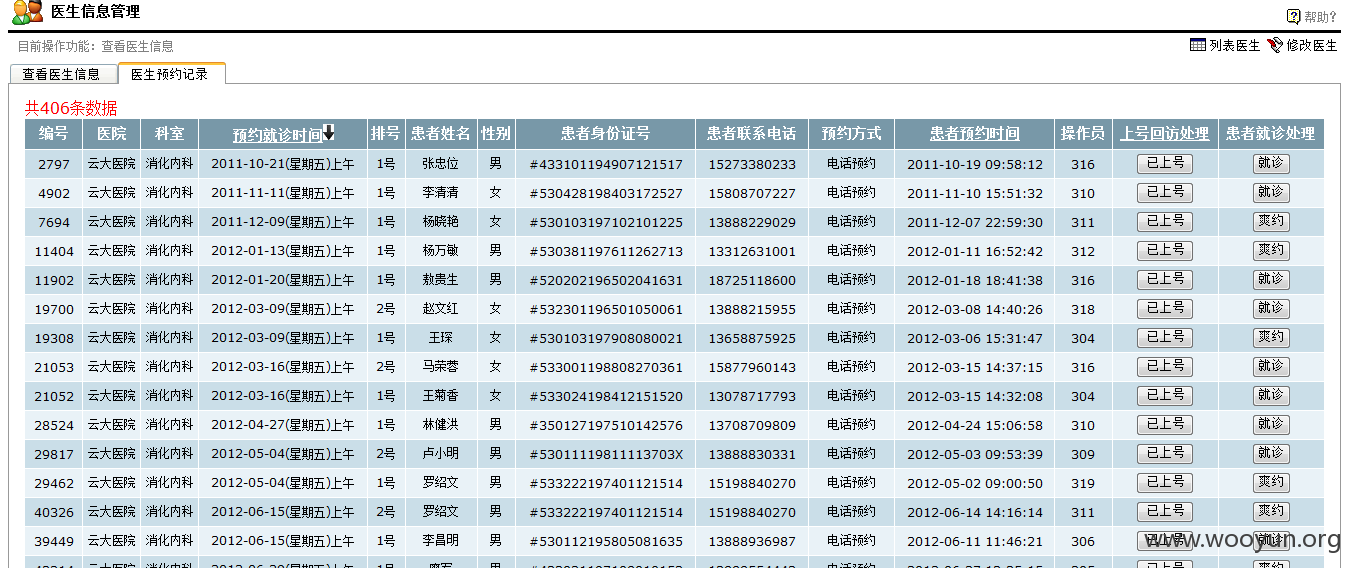 医生信息管理
帮助?
目前操作功能：查看医生信息
列表医生 修改医生
查看医生信息 医生预约记录
共406条数据
编号 医院 科室 预约就诊时间 排号 患者姓名 性别 患者身份证号 患者联系电话 预约方式 患者预约时间 操作员 上号回访处理 患者就诊处理
2797 云大医院 消化内科 2011-10-21(星期五)上午 1号 张忠位 男 #433101194907121517 15273380233 电话预约 2011-10-19 09:58:12 316 已上号 就诊
4902 云大医院 消化内科 2011-11-11(星期五)上午 1号 李清清 女 #530428198403172527 15808707227 电话预约 2011-11-10 15:51:32 310 已上号 就诊
7694 云大医院 消化内科 2011-12-09(星期五)上午 1号 杨晓艳 女 #530103197102101225 13888229029 电话预约 2011-12-07 22:59:30 311 已上号 爽约
11404 云大医院 消化内科 2012-01-13(星期五)上午 1号 杨万敏 男 #530381197611262713 13312631001 电话预约 2012-01-11 16:52:42 312 已上号 爽约
11902 云大医院 消化内科 2012-01-20(星期五)上午 1号 敖贵生 男 #520202196502041631 18725118600 电话预约 2012-01-18 18:41:38 316 已上号 就诊
19700 云大医院 消化内科 2012-03-09(星期五)上午 2号 赵文红 女 #532301196501050061 13888215955 电话预约 2012-03-08 14:40:26 318 已上号 就诊
19308 云大医院 消化内科 2012-03-09(星期五)上午 1号 王琛 女 #530103197908080021 13658875925 电话预约 2012-03-06 15:31:47 304 已上号 爽约
21053 云大医院 消化内科 2012-03-16(星期五)上午 2号 马荣蓉 女 #533001198808270361 15877960143 电话预约 2012-03-15 14:37:15 316 已上号 就诊
21052 云大医院 消化内科 2012-03-16(星期五)上午 1号 王菊香 女 #533024198412151520 13078717793 电话预约 2012-03-15 14:32:08 304 已上号 就诊
28524 云大医院 消化内科 2012-04-27(星期五)上午 1号 林健洪 男 #350127197510142576 13708709809 电话预约 2012-04-24 15:06:58 310 已上号 就诊
29817 云大医院 消化内科 2012-05-04(星期五)上午 2号 卢小明 男 #53011119811113703X 13888830331 电话预约 2012-05-03 09:53:39 309 已上号 就诊
29462 云大医院 消化内科 2012-05-04(星期五)上午 1号 罗绍文 男 #533222197401121514 15198840270 电话预约 2012-05-02 09:00:50 319 已上号 爽约
40326 云大医院 消化内科 2012-06-15(星期五)上午 2号 罗绍文 男 #533222197401121514 15198840270 电话预约 2012-06-14 14:16:14 311 已上号 爽约
39449 云大医院 消化内科 2012-06-15(星期五)上午 1号 李昌明 男 #530112195805081635 13888936987 电话预约 2012-06-11 11:46:21 306 已上号 就诊
www.wooyun.org